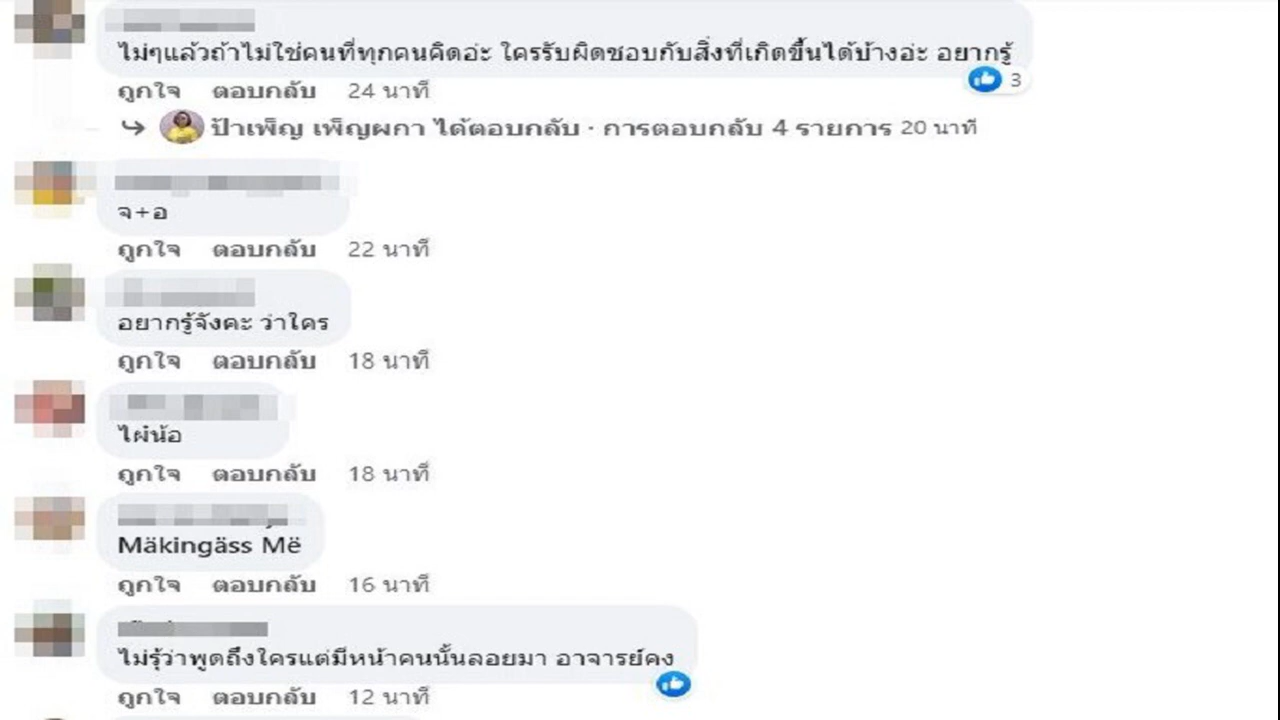 ไม่ๆแล้วถ้าไม่ใช่คนที่ทุกคนคิดอ่ะ ใครรับผิดชอบกับสิ่งที่เกิดขึ้นได้บ้างอ่ะ อยากรู้
3
ถูกใจ ตอบกลับ 24 นาที
ป้าเพ็ญ เพ็ญผกา ได้ตอบกลับ · การตอบกลับ 4 รายการ 20 นาที
จ+อ
ถูกใจ ตอบกลับ 22 นาที
อยากรู้จังคะ ว่าใคร
ถูกใจ ตอบกลับ 18 นาที
ไผ๋น้อ
ถูกใจ ตอบกลับ 18 นาที
Mäkingäss Më
ถูกใจ ตอบกลับ 16 นาที
ไม่รุ้ว่าพูดถึงใครแต่มีหน้าคนนั้นลอยมา อาจารย์คง
ถูกใจ ตอบกลับ 12 นาที